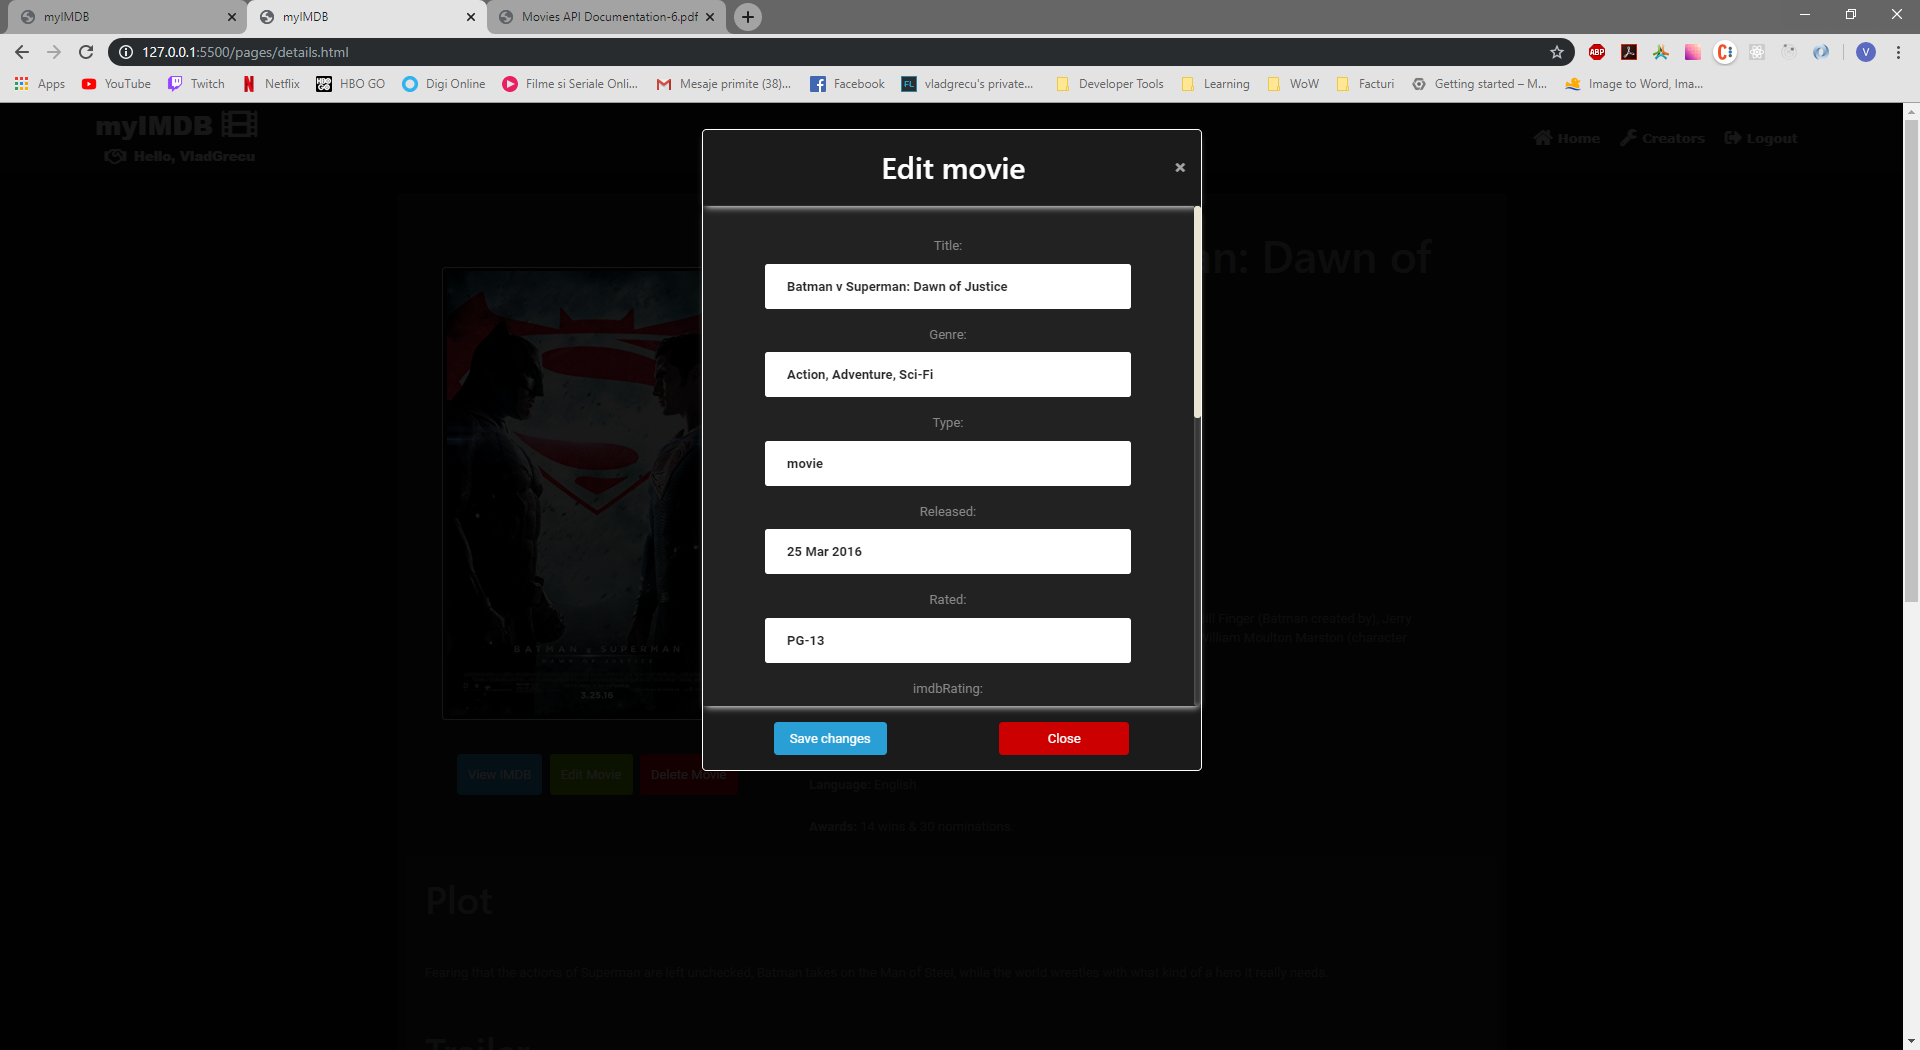 myIMDB
myIMDB
Movies API Documentation-6.pdf
127.0.0.1:5500/pages/details.html
ABP
V
Apps
YouTube
Twitch
Netflix
HBO GO
Digi Online
Filme si Seriale Onli...
Mesaje primite (38)...
Facebook
FL
vladgrecu's private...
Developer Tools
Learning
WoW
Facturi
Getting started – M...
Image to Word, Ima...
myIMDB
Hello, VladGrecu
Home
Creators
Logout
Edit movie
×
Title:
Batman v Superman: Dawn of Justice
Genre:
Action, Adventure, Sci-Fi
Type:
movie
Released:
25 Mar 2016
Rated:
PG-13
imdbRating:
Save changes
Close
n: Dawn of
BATMAN v SUPERMAN
DAWN OF JUSTICE
3.25.16
ill Finger (Batman created by), Jerry
William Moulton Marston (character
View IMDB
Edit Movie
Delete Movie
Language: English
Awards: 14 wins & 30 nominations.
Plot
Fearing that the actions of Superman are left unchecked, Batman takes on the Man of Steel, while the world wrestles with what kind of a hero it really needs.
Trailer